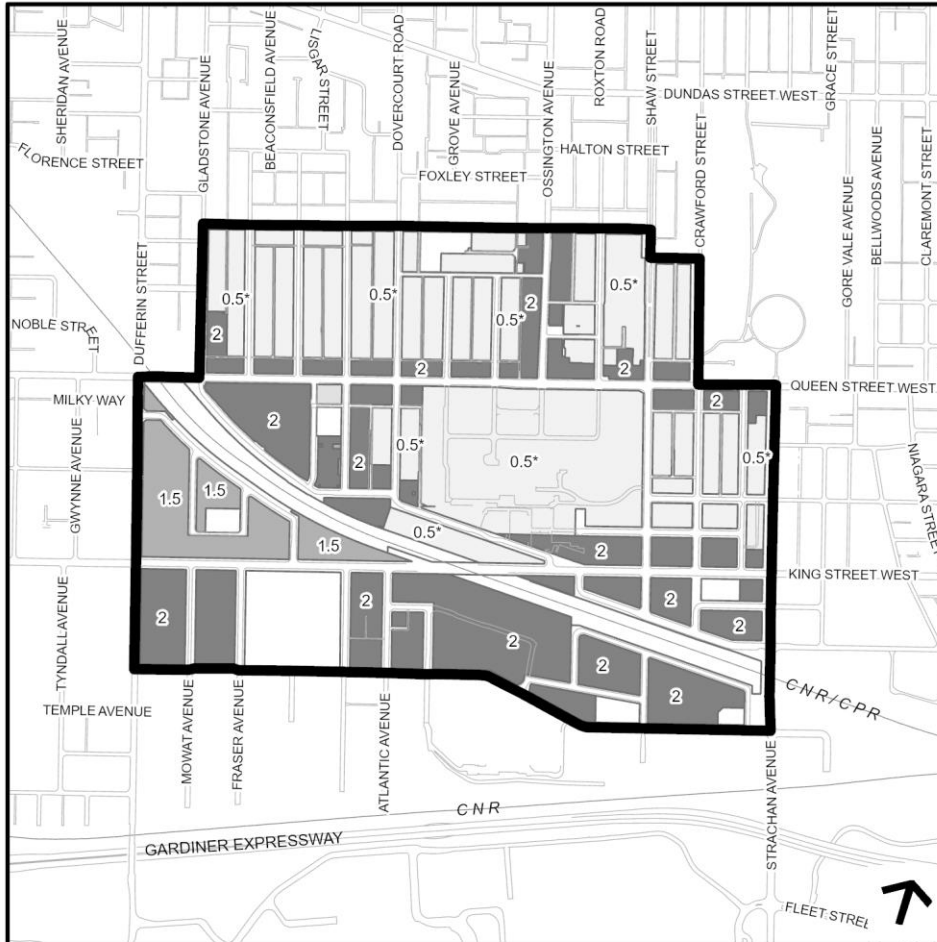 SHERIDAN AVENUE
GLADSTONE AVENUE
BEACONSFIELD AVENUE
LISGAR STREET
DOVERCOURT ROAD
GROVE AVENUE
OSSINGTON AVENUE
ROXTON ROAD
SHAW STREET
CRAWFORD STREET
GRACE STREET
DUNDAS STREET WEST
FLORENCE STREET
FOXLEY STREET
HALTON STREET
GORE VALE AVENUE
BELLWOODS AVENUE
CLAREMONT STREET
DUFFERIN STREET
NOBLE STREET
0.5*
0.5*
0.5*
0.5*
2
2
2
2
MILKY WAY
QUEEN STREET WEST
2
2
GWYNNE AVENUE
NIAGARA STREET
2
0.5*
0.5*
0.5*
1.5
1.5
1.5
0.5*
2
KING STREET WEST
TYNDALL AVENUE
2
2
2
2
2
2
2
CNR/CPR
TEMPLE AVENUE
MOWAT AVENUE
FRASER AVENUE
ATLANTIC AVENUE
STRACHAN AVENUE
CNR
GARDINER EXPRESSWAY
FLEET STREE